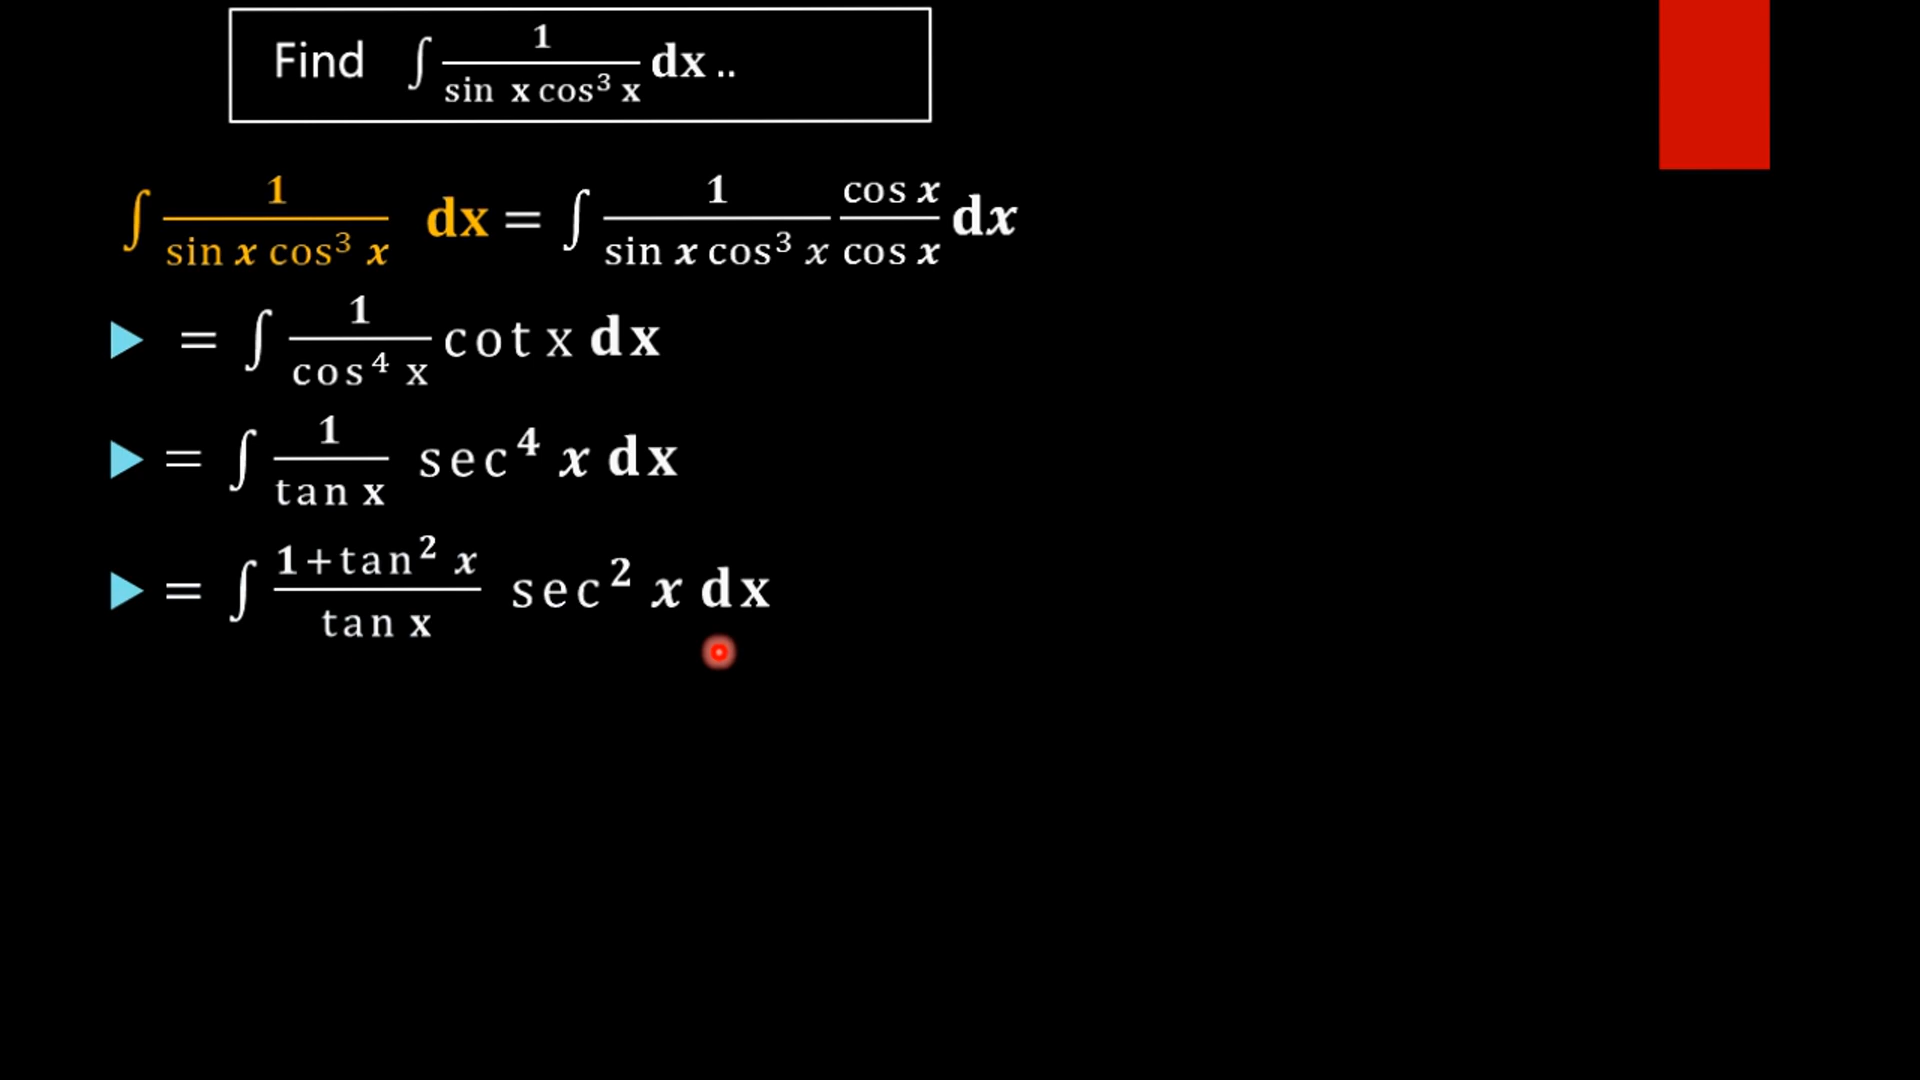 Find ∫ 1/(sin x cos³ x) dx ..
∫ 1/(sin x cos³ x) dx = ∫ 1/(sin x cos³ x) cos x/cos x dx
= ∫ 1/(cos⁴ x) cot x dx
= ∫ 1/(tan x) sec⁴ x dx
= ∫ (1+tan² x)/(tan x) sec² x dx